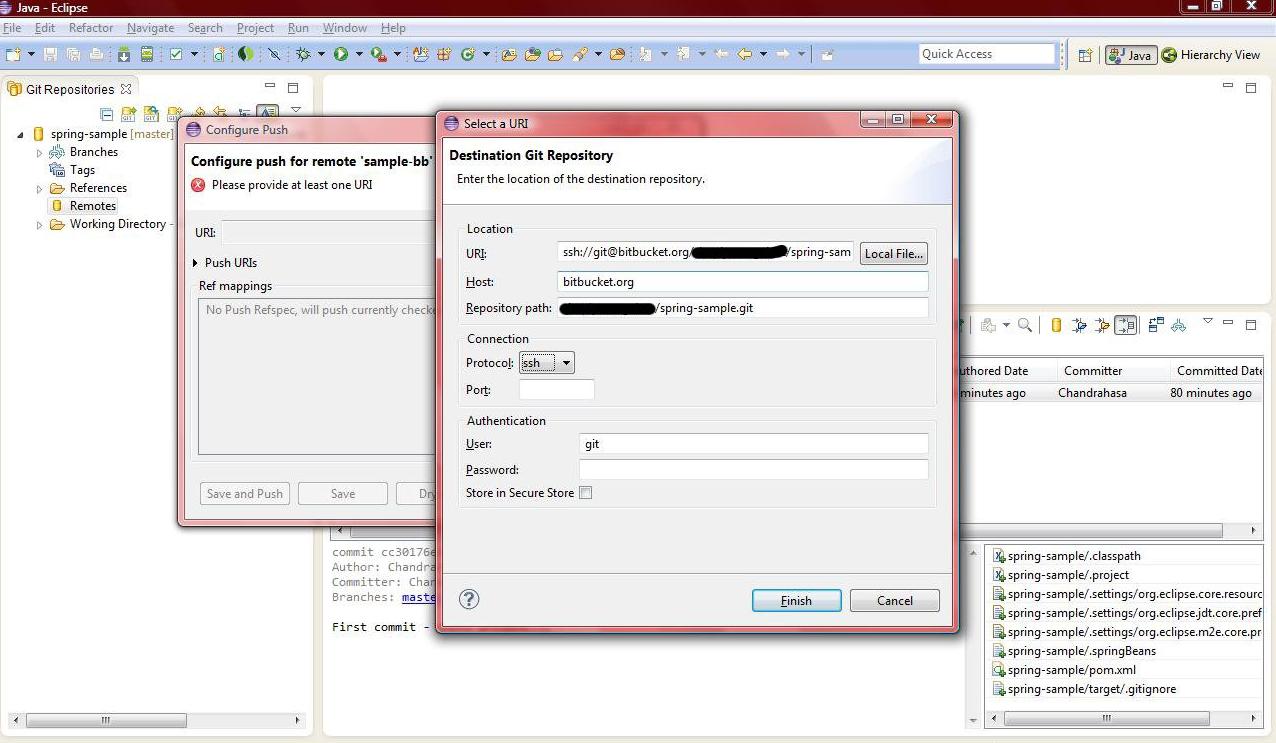 Java - Eclipse
File Edit Refactor Navigate Search Project Run Window Help
Quick Access
Java
Hierarchy View
Git Repositories
spring-sample [master]
Branches
Tags
References
Remotes
Working Directory -
Configure Push
Configure push for remote 'sample-bb'
Please provide at least one URI
URI:
Push URIs
Ref mappings
No Push Refspec, will push currently checke
Save and Push
Save
Dry
Select a URI
Destination Git Repository
Enter the location of the destination repository.
Location
URI: ssh://git@bitbucket.org/ /spring-sam Local File...
Host: bitbucket.org
Repository path: /spring-sample.git
Connection
Protocol: ssh
Port:
Authentication
User: git
Password:
Store in Secure Store
Finish
Cancel
uthored Date Committer Committed Date
minutes ago Chandrahasa 80 minutes ago
commit cc30176e
Author: Chandra
Committer: Chan
Branches: maste
First commit -
spring-sample/.classpath
spring-sample/.project
spring-sample/.settings/org.eclipse.core.resourc
spring-sample/.settings/org.eclipse.jdt.core.pref
spring-sample/.settings/org.eclipse.m2e.core.pr
spring-sample/.springBeans
spring-sample/pom.xml
spring-sample/target/.gitignore